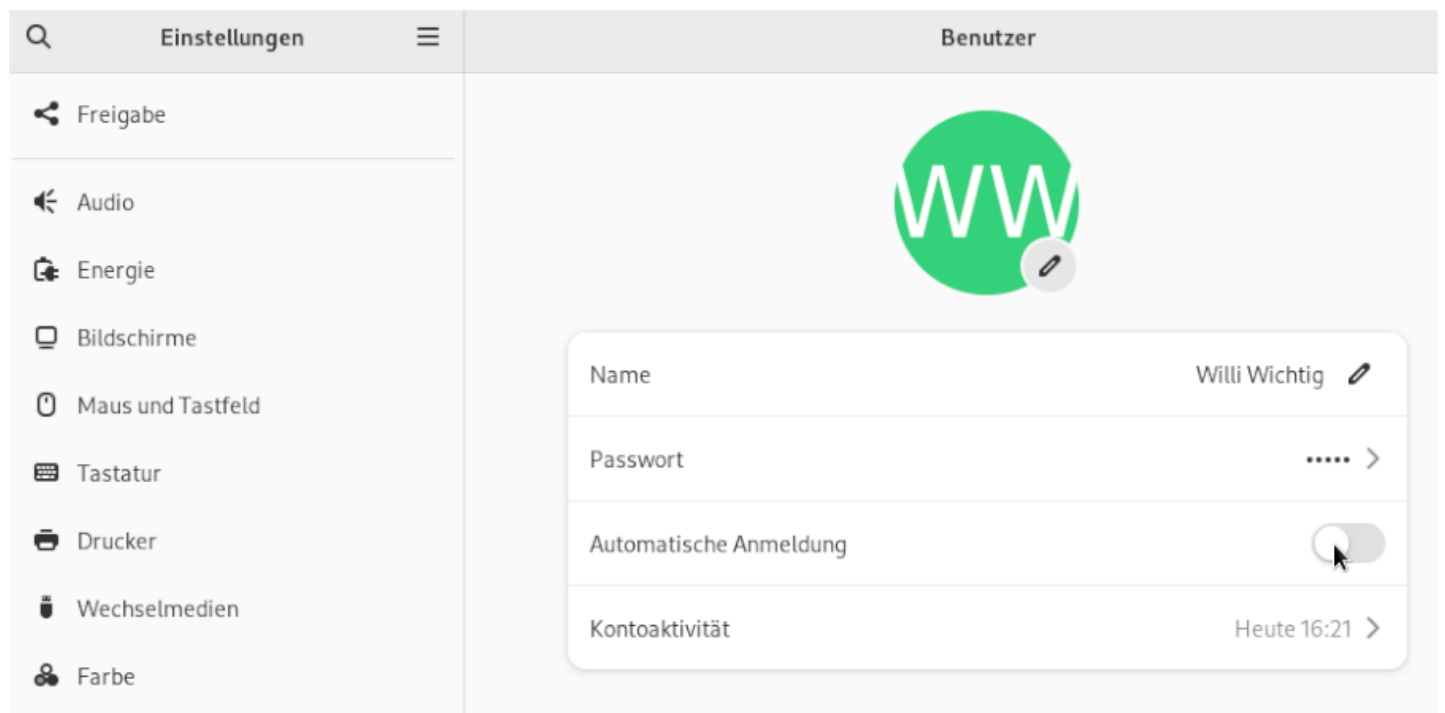 Einstellungen
Benutzer
Freigabe
Audio
Energie
Bildschirme
Maus und Tastfeld
Tastatur
Drucker
Wechselmedien
Farbe
WW
Name Willi Wichtig
Passwort •••••
Automatische Anmeldung
Kontoaktivität Heute 16:21